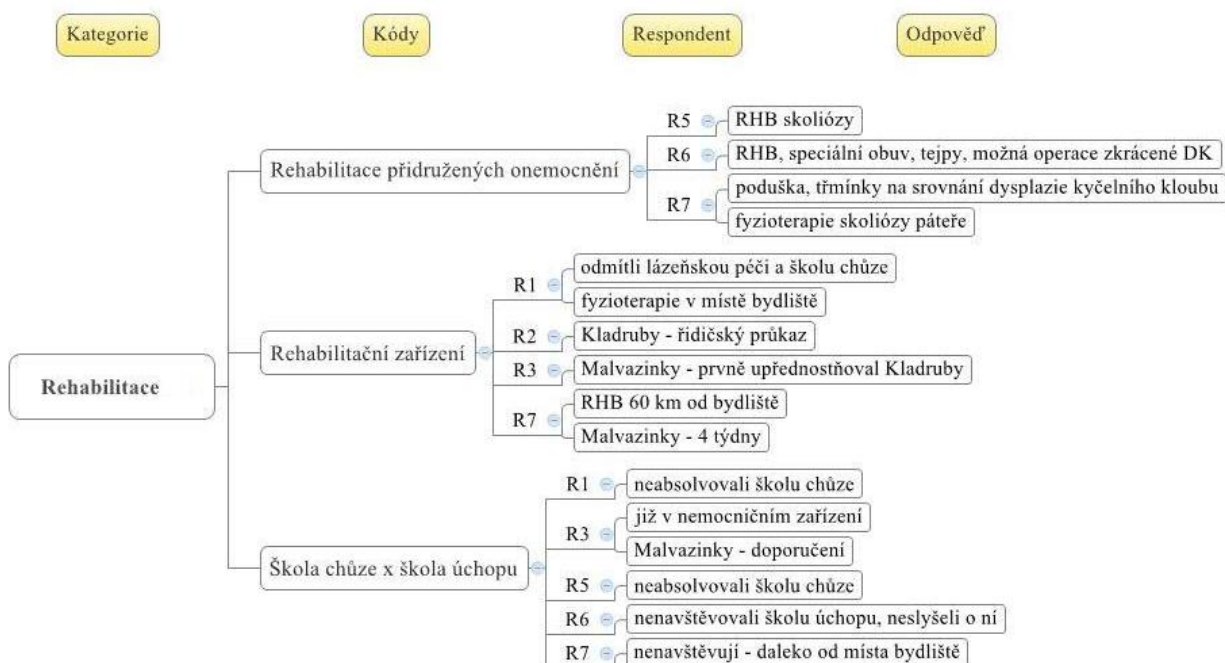 Kategorie
Kódy
Respondent
Odpověď
Rehabilitace
Rehabilitace přidružených onemocnění
R5
RHB skoliózy
R6
RHB, speciální obuv, tejpy, možná operace zkrácené DK
R7
poduška, třmínky na srovnání dysplazie kyčelního kloubu
fyzioterapie skoliózy páteře
Rehabilitační zařízení
R1
odmítli lázeňskou péči a školu chůze
fyzioterapie v místě bydliště
R2
Kladruby - řidičský průkaz
R3
Malvazinky - prvně upřednostňoval Kladruby
R7
RHB 60 km od bydliště
Malvazinky - 4 týdny
Škola chůze x škola úchopu
R1
neabsolvovali školu chůze
R3
již v nemocničním zařízení
Malvazinky - doporučení
R5
neabsolvovali školu chůze
R6
nenavštěvovali školu úchopu, neslyšeli o ní
R7
nenavštěvují - daleko od místa bydliště